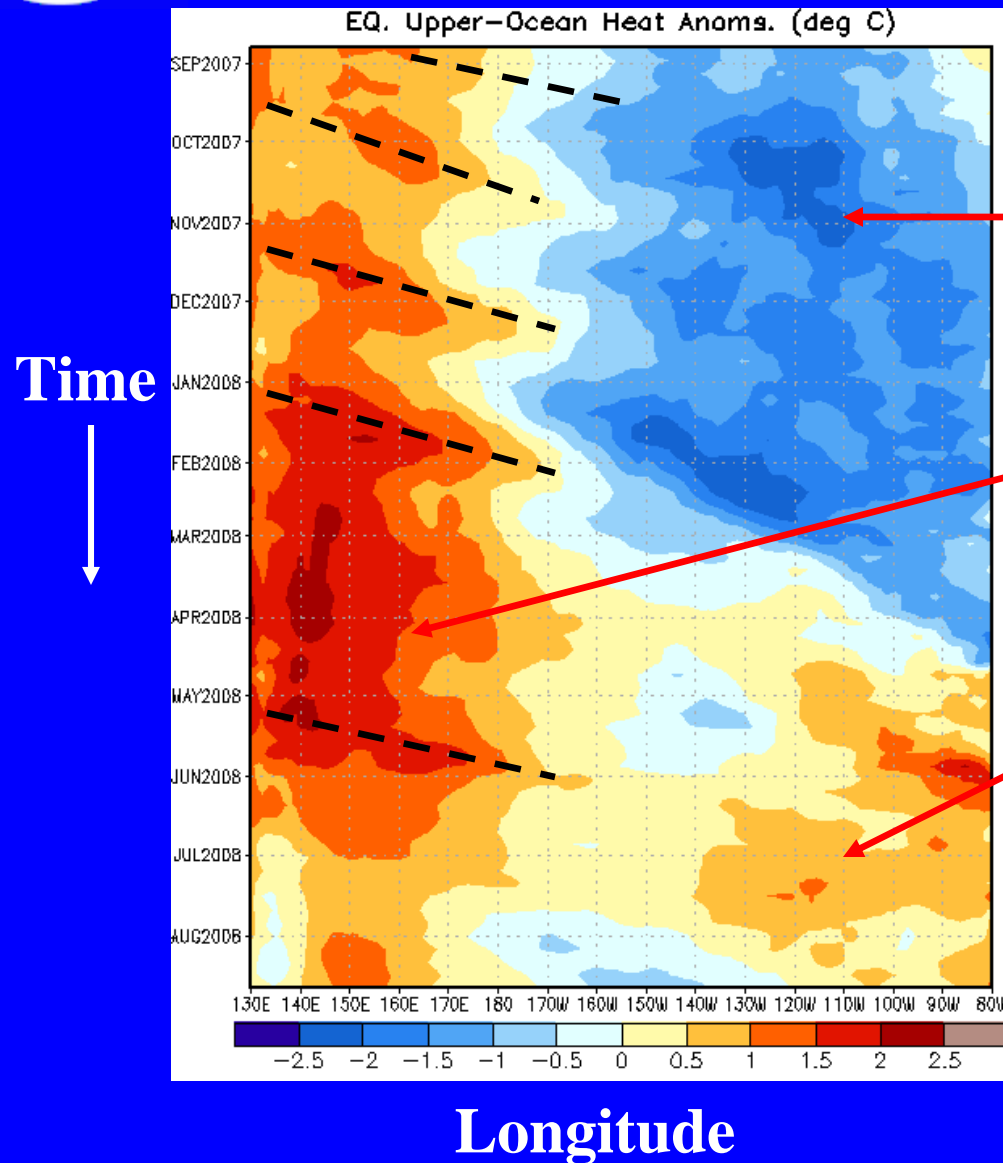 EQ. Upper-Ocean Heat Anoms. (deg C)
SEP2007
OCT2007
NOV2007
DEC2007
Time
JAN2008
FEB2008
MAR2008
APR2008
MAY2008
JUN2008
JUL2008
AUG2008
130E 140E 150E 160E 170E 180 170W 160W 150W 140W 130W 120W 110W 100W 90W 80W
-2.5 -2 -1.5 -1 -0.5 0 0.5 1 1.5 2 2.5
Longitude